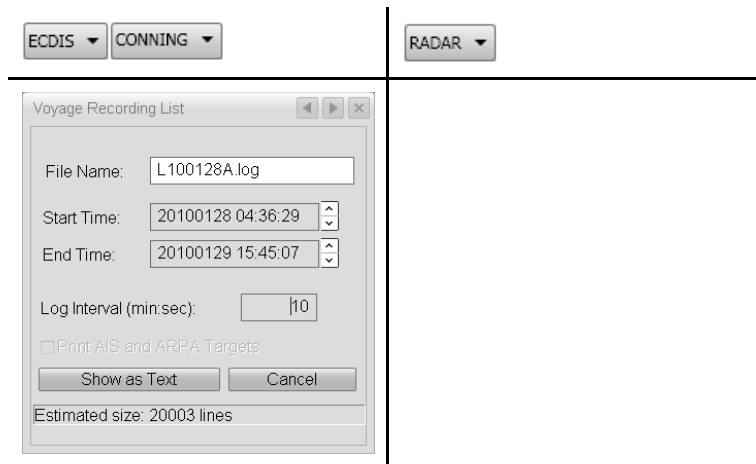 ECDIS CONNING RADAR
Voyage Recording List
File Name: L100128A.log
Start Time: 20100128 04:36:29
End Time: 20100129 15:45:07
Log Interval (min:sec): 10
Print AIS and ARPA Targets
Show as Text Cancel
Estimated size: 20003 lines